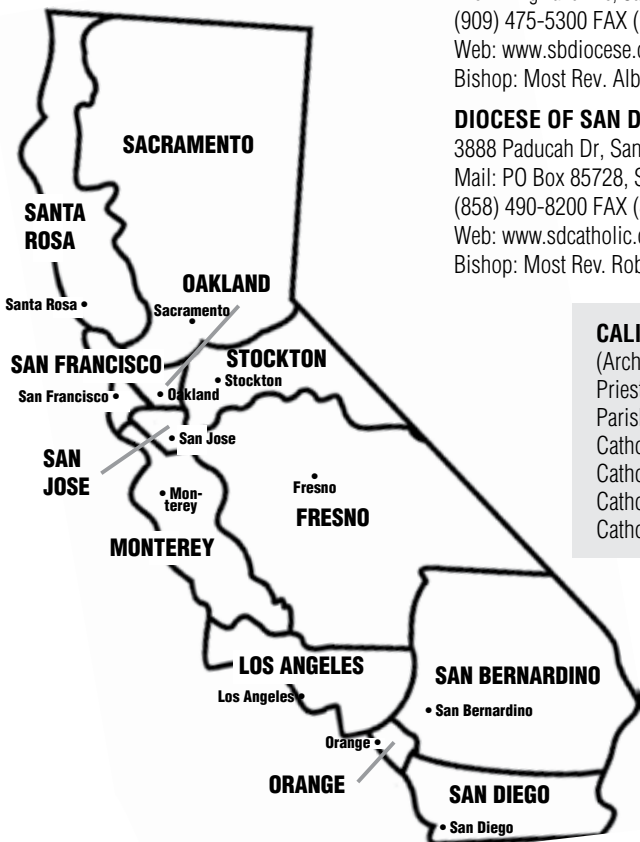 (909) 475-5300 FAX (
Web: www.sbdiocese.
Bishop: Most Rev. Alb
DIOCESE OF SAN D
3888 Paducah Dr, San
Mail: PO Box 85728, S
(858) 490-8200 FAX (
Web: www.sdcatholic.
Bishop: Most Rev. Rob
CALI
(Arch
Priest
Parish
Catho
Catho
Catho
Catho
SACRAMENTO
SANTA
ROSA
OAKLAND
Santa Rosa
Sacramento
SAN FRANCISCO
STOCKTON
Stockton
San Francisco
Oakland
San Jose
SAN
JOSE
Mon-
terey
Fresno
FRESNO
MONTEREY
LOS ANGELES
Los Angeles
SAN BERNARDINO
San Bernardino
Orange
ORANGE
SAN DIEGO
San Diego